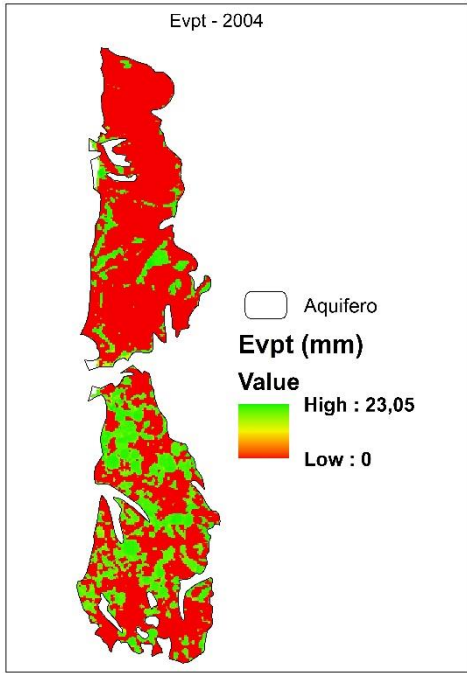 Evpt - 2004
Aquifero
Evpt (mm)
Value
High : 23,05
Low : 0